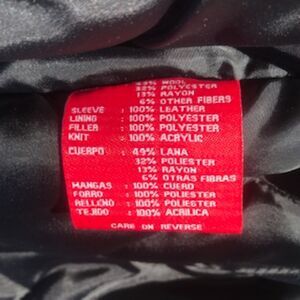 49% WOOL
32% POLYESTER
13% RAYON
6% OTHER FIBERS
SLEEVE : 100% LEATHER
LINING : 100% POLYESTER
FILLER : 100% POLYESTER
KNIT : 100% ACRYLIC
CUERPO : 49% LANA
32% POLIESTER
13% RAYON
6% OTRAS FIBRAS
MANGAS : 100% CUERO
FORRO : 100% POLIESTER
RELLENO : 100% POLIESTER
TEJIDO : 100% ACRILICA
CARE ON REVERSE